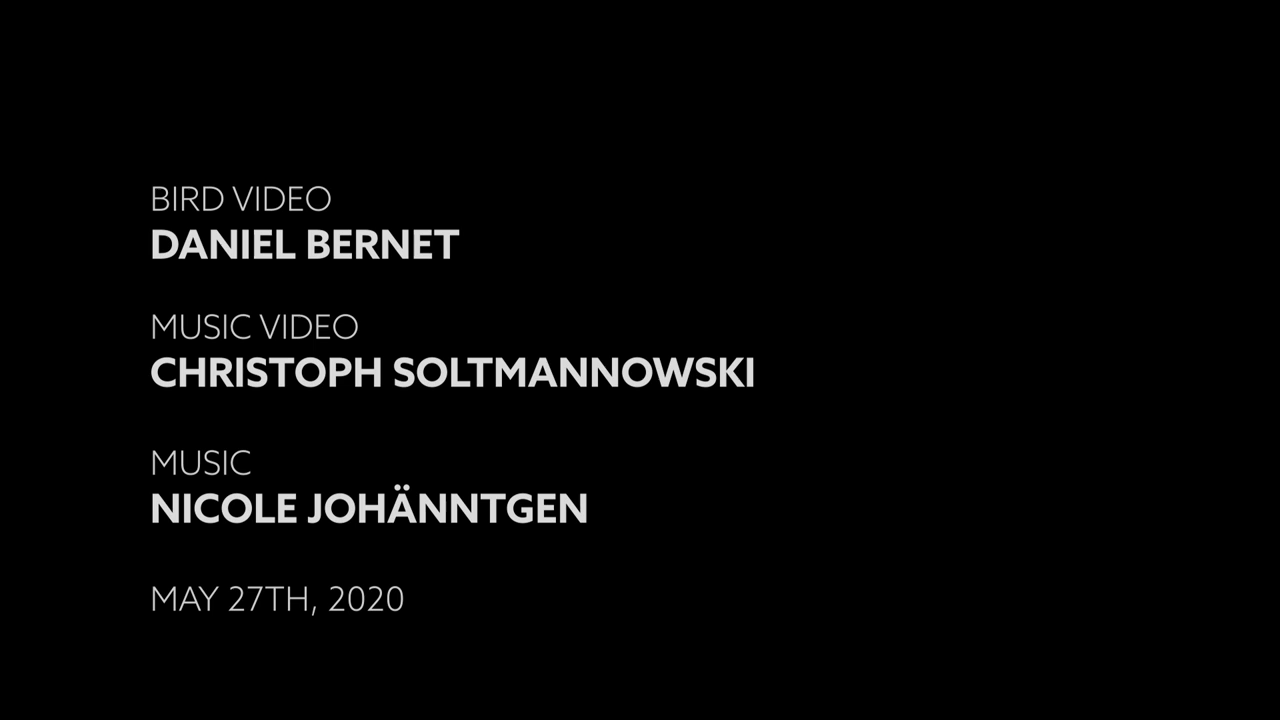 BIRD VIDEO
DANIEL BERNET
MUSIC VIDEO
CHRISTOPH SOLTMANNOWSKI
MUSIC
NICOLE JOHÄNNTGEN
MAY 27TH, 2020